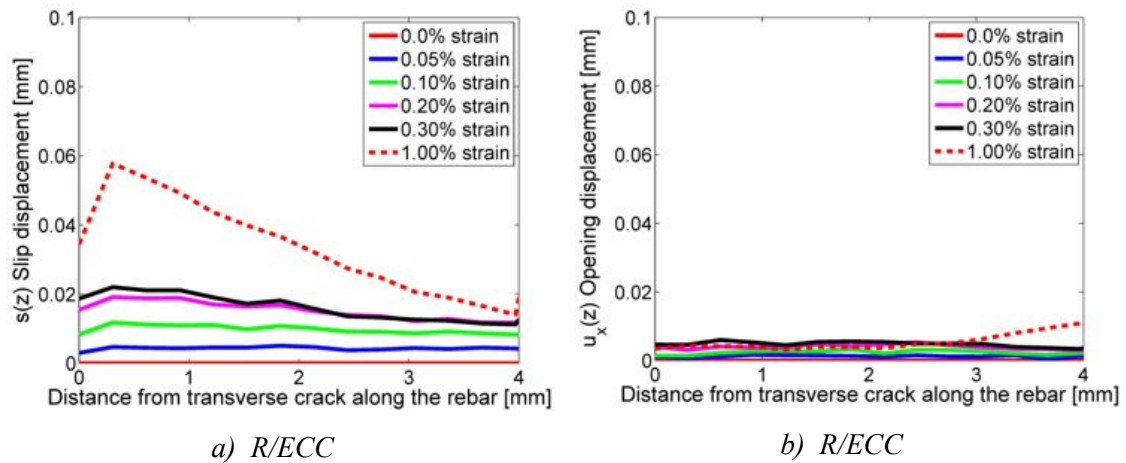 s(z) Slip displacement [mm]
0.1
0.08
0.06
0.04
0.02
0
0.0% strain
0.05% strain
0.10% strain
0.20% strain
0.30% strain
1.00% strain
0 1 2 3 4
Distance from transverse crack along the rebar [mm]
a) R/ECC
u_x(z) Opening displacement [mm]
0.1
0.08
0.06
0.04
0.02
0
0.0% strain
0.05% strain
0.10% strain
0.20% strain
0.30% strain
1.00% strain
0 1 2 3 4
Distance from transverse crack along the rebar [mm]
b) R/ECC